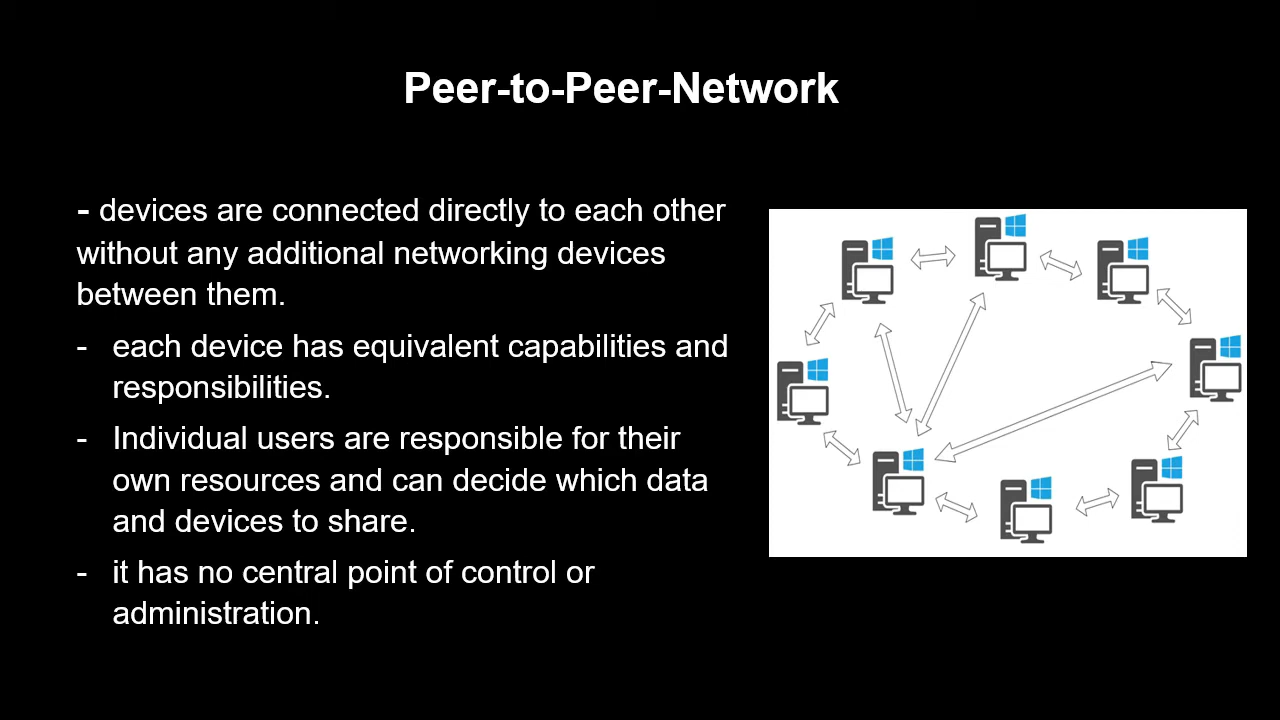 Peer-to-Peer-Network
- devices are connected directly to each other
without any additional networking devices
between them.
- each device has equivalent capabilities and
responsibilities.
- Individual users are responsible for their
own resources and can decide which data
and devices to share.
- it has no central point of control or
administration.